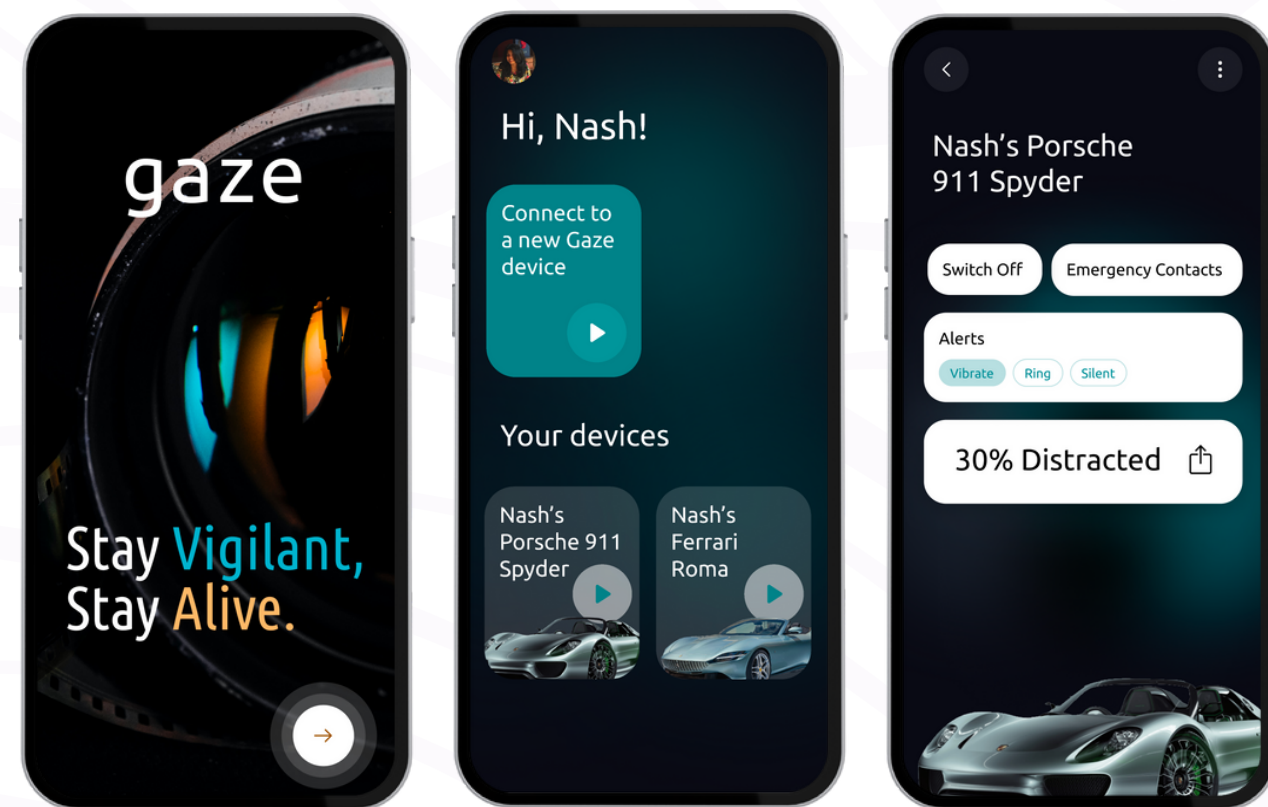 gaze
Stay Vigilant,
Stay Alive.
Hi, Nash!
Connect to
a new Gaze
device
Your devices
Nash's
Porsche 911
Spyder
Nash's
Ferrari
Roma
Nash's Porsche
911 Spyder
Switch Off
Emergency Contacts
Alerts
Vibrate
Ring
Silent
30% Distracted